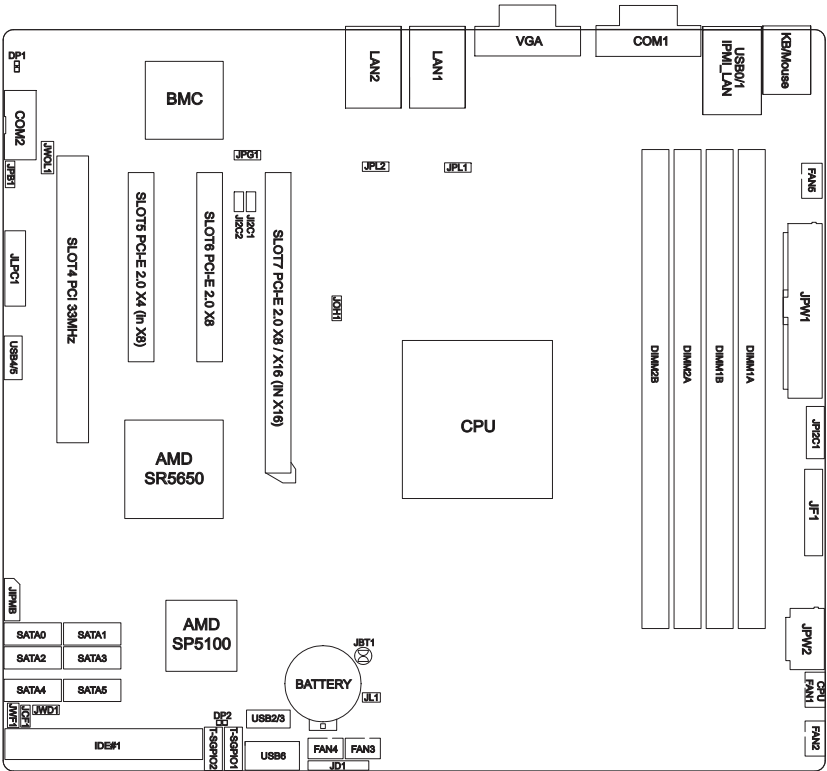 VGA
COM1
KB/Mouse
USB0/1
IPMI_LAN
LAN2
LAN1
DP1
BMC
COM2
JWOL1
JPB1
JPG1
JPL2
JPL1
FAN5
SLOT4 PCI 33MHz
SLOT5 PCI-E 2.0 X4 (In X8)
SLOT6 PCI-E 2.0 X8
JI2C2
JI2C1
SLOT7 PCI-E 2.0 X8 / X16 (IN X16)
JLPC1
JOH1
JPW1
USB4/5
DIMM2B
DIMM2A
DIMM1B
DIMM1A
CPU
JPI2C1
AMD
SR5650
JF1
JIPMB
AMD
SP5100
SATA0
SATA1
SATA2
SATA3
SATA4
SATA5
JBT1
BATTERY
JL1
JPW2
CPU
FAN1
JWF1
JCF1
JWD1
DP2
USB2/3
IDE#1
T-SGPIO2
T-SGPIO1
USB6
FAN4
FAN3
JD1
FAN2